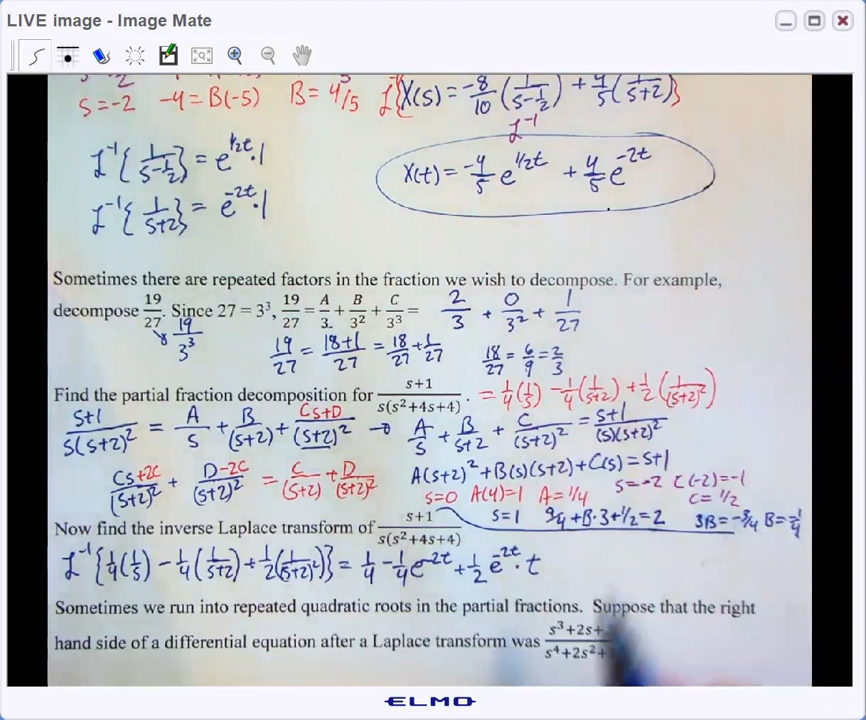 LIVE image - Image Mate
S=-2 -4=B(-5) B=4/5 ℒ{X(s)=-8/10(1/(s-1/2))+4/5(1/(s+2)}
ℒ⁻¹
ℒ⁻¹{1/(s-1/2)}=e^(1/2t)·1
X(t)=-4/5 e^(1/2t) + 4/5 e^(-2t)
ℒ⁻¹{1/(s+2)}=e^(-2t)·1
Sometimes there are repeated factors in the fraction we wish to decompose. For example,
decompose 19/27. Since 27 = 3³, 19/27 = A/3 + B/3² + C/3³ = 2/3 + 0/3² + 1/27
19/3³
19/27 = (18+1)/27 = 18/27 + 1/27 18/27 = 6/9 = 2/3
Find the partial fraction decomposition for (s+1)/(s(s²+4s+4)). = 1/4(1/s) - 1/4(1/(s+2)) + 1/2(1/(s+2)²)
(s+1)/(s(s+2)²) = A/s + B/(s+2) + (Cs+D)/(s+2)² → A/s + B/(s+2) + C/(s+2)² = (s+1)/((s)(s+2)²)
(Cs+2C)/(s+2)² + (D-2C)/(s+2)² = C/(s+2) + D/(s+2)²
A(s+2)²+B(s)(s+2)+C(s)=s+1
s=0 A(4)=1 A=1/4 s=-2 C(-2)=-1
C=1/2
Now find the inverse Laplace transform of (s+1)/(s(s²+4s+4))
s=1 9/4+B·3+1/2=2 3B=-3/4 B=-1/4
ℒ⁻¹{1/4(1/s) - 1/4(1/(s+2)) + 1/2(1/(s+2)²)} = 1/4 - 1/4 e^(-2t) + 1/2 e^(-2t)·t
Sometimes we run into repeated quadratic roots in the partial fractions. Suppose that the right
hand side of a differential equation after a Laplace transform was (s³+2s+)/(s⁴+2s²+)
ELMO